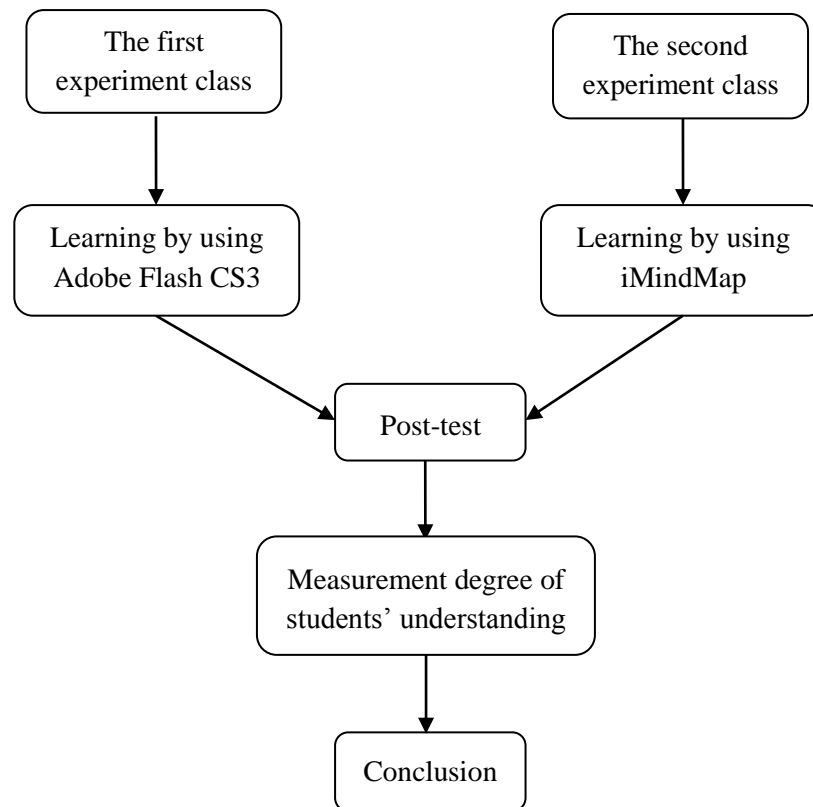 The first
experiment class
The second
experiment class
Learning by using
Adobe Flash CS3
Learning by using
iMindMap
Post-test
Measurement degree of
students’ understanding
Conclusion